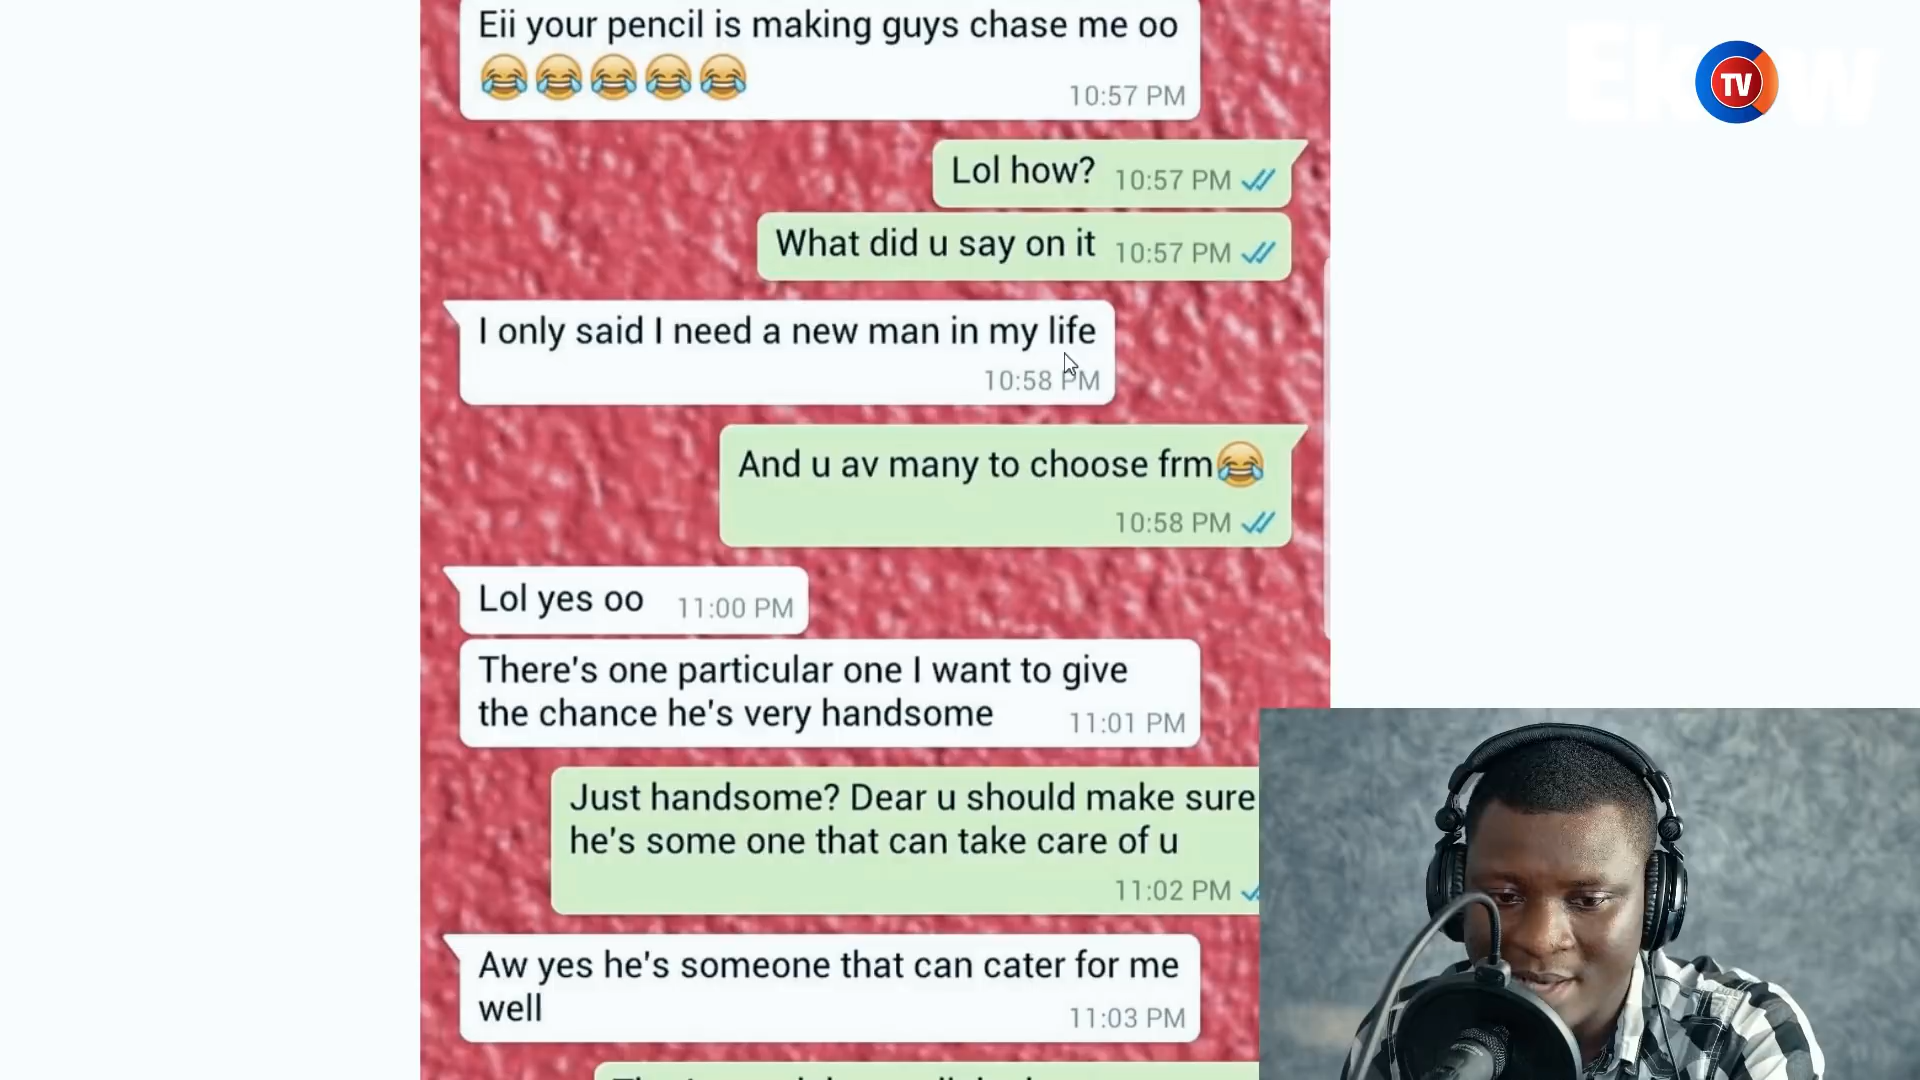 Eii your pencil is making guys chase me oo
😂😂😂😂😂
10:57 PM
TV
Lol how? 10:57 PM
What did u say on it 10:57 PM
I only said I need a new man in my life
10:58 PM
And u av many to choose frm😂
10:58 PM
Lol yes oo 11:00 PM
There's one particular one I want to give
the chance he's very handsome 11:01 PM
Just handsome? Dear u should make sure
he's some one that can take care of u
11:02 PM
Aw yes he's someone that can cater for me
well 11:03 PM